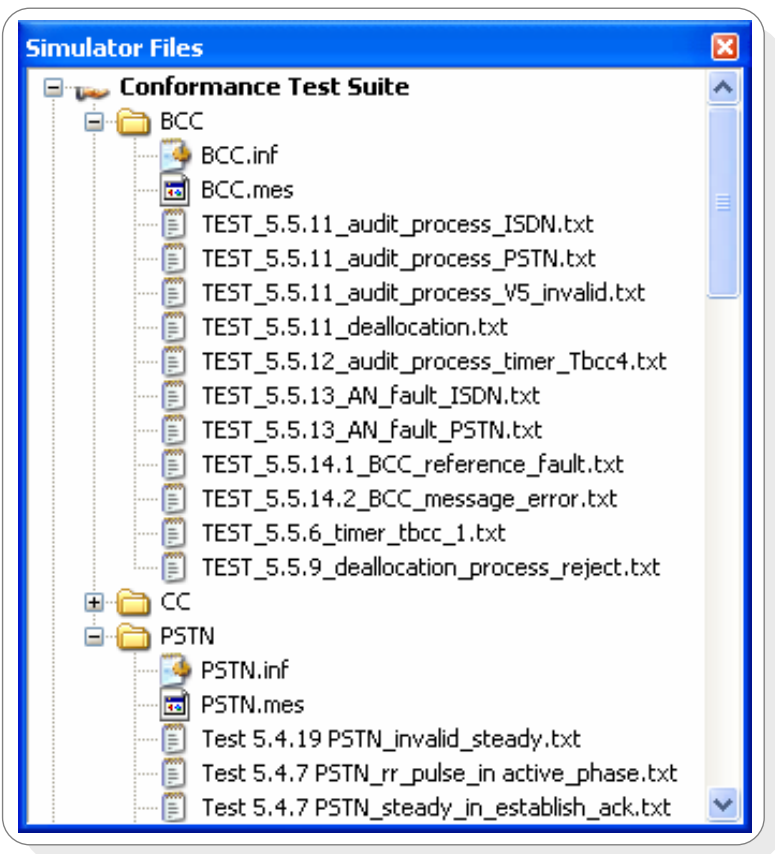 Simulator Files
Conformance Test Suite
BCC
BCC.inf
BCC.mes
TEST_5.5.11_audit_process_ISDN.txt
TEST_5.5.11_audit_process_PSTN.txt
TEST_5.5.11_audit_process_V5_invalid.txt
TEST_5.5.11_deallocation.txt
TEST_5.5.12_audit_process_timer_Tbcc4.txt
TEST_5.5.13_AN_fault_ISDN.txt
TEST_5.5.13_AN_fault_PSTN.txt
TEST_5.5.14.1_BCC_reference_fault.txt
TEST_5.5.14.2_BCC_message_error.txt
TEST_5.5.6_timer_tbcc_1.txt
TEST_5.5.9_deallocation_process_reject.txt
CC
PSTN
PSTN.inf
PSTN.mes
Test 5.4.19 PSTN_invalid_steady.txt
Test 5.4.7 PSTN_rr_pulse_in active_phase.txt
Test 5.4.7 PSTN_steady_in_establish_ack.txt